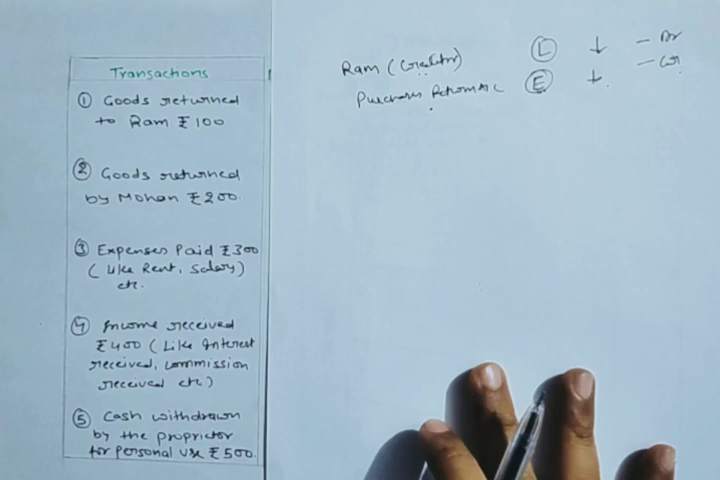 Transactions
① Goods returned
to Ram ₹100
② Goods returned
by Mohan ₹200.
③ Expenses Paid ₹300
(Like Rent, Salary)
etc.
④ Income received
₹400 (Like Interest
received, commission
received etc)
⑤ Cash withdrawn
by the proprietor
for personal use ₹500.
Ram (Creditor) Ⓛ ↓ - Dr
Purchases Return A/c Ⓔ ↓ - Cr